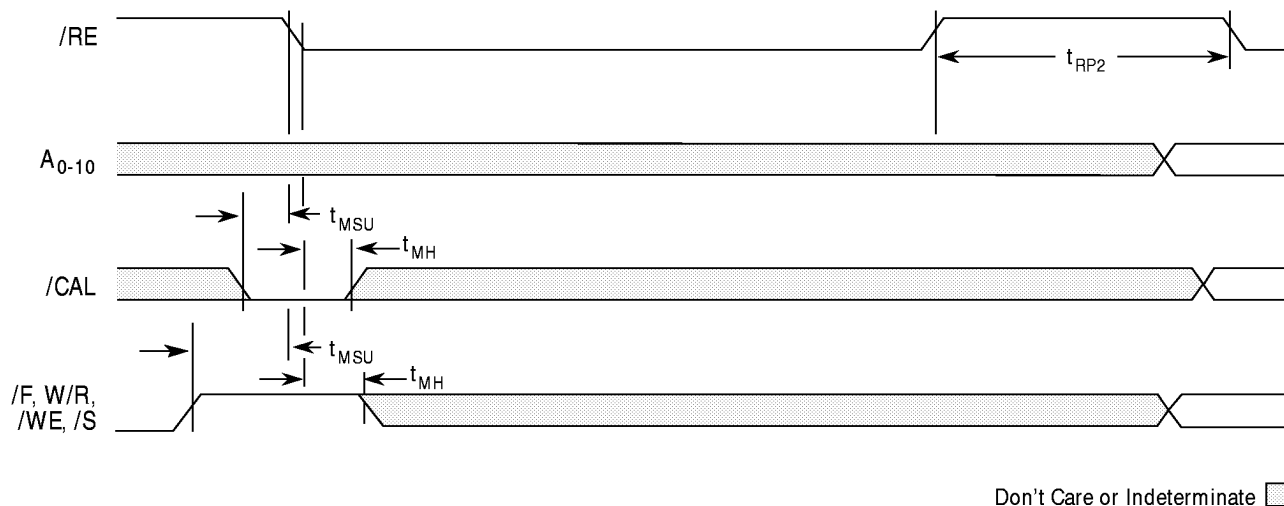 /RE
tRP2
A0-10
tMSU
tMH
/CAL
tMSU
tMH
/F, W/R,
/WE, /S
Don't Care or Indeterminate